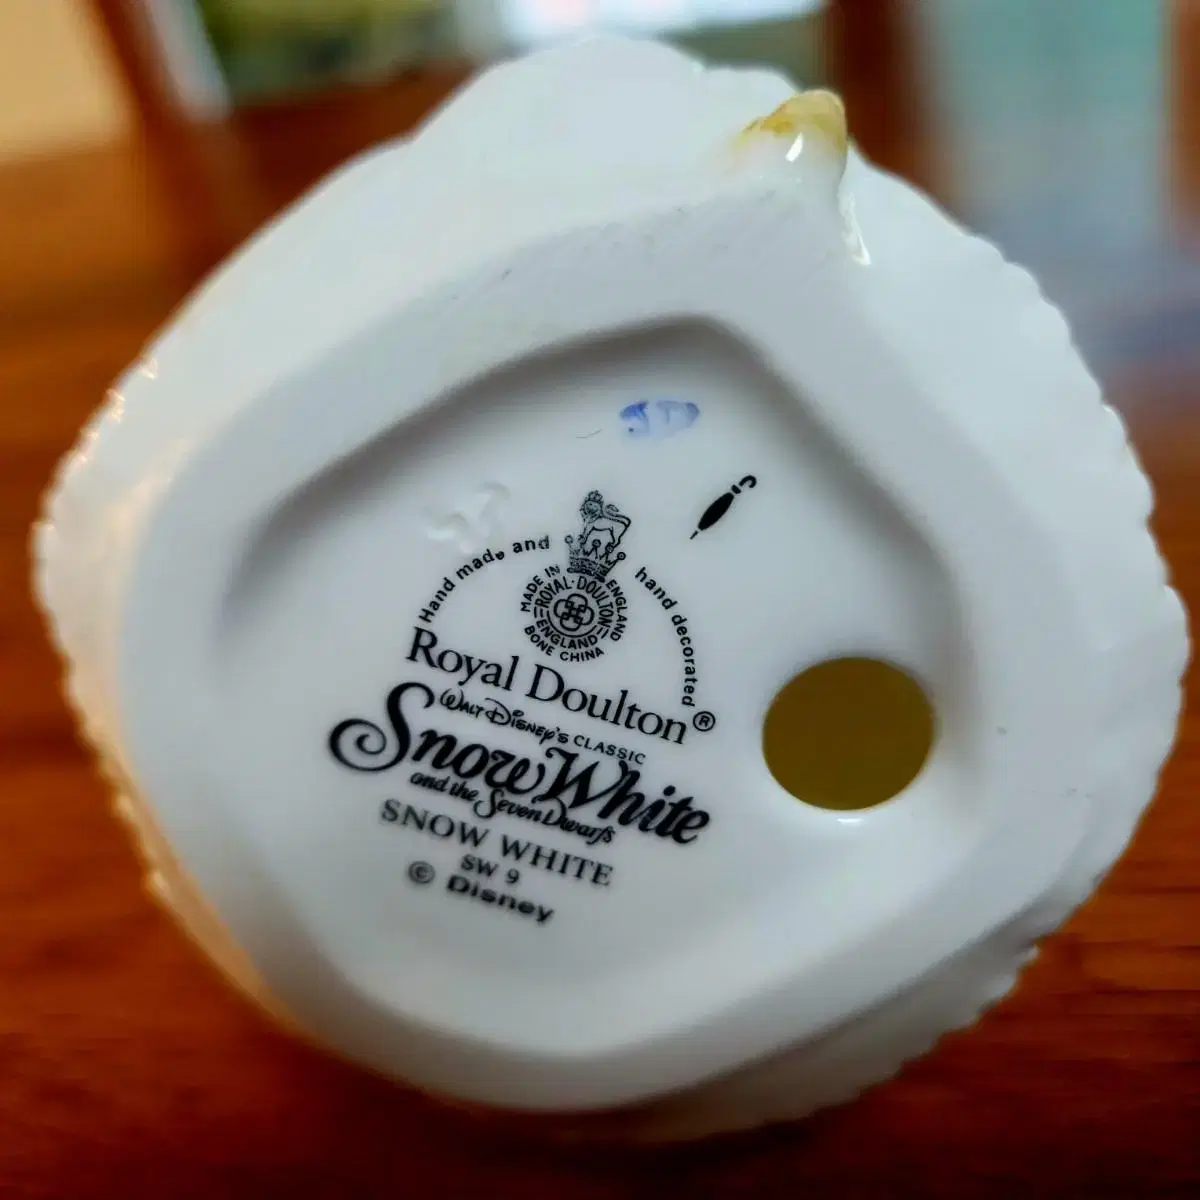 Hand made and hand decorated
MADE IN ENGLAND
ROYAL·DOULTON
ENGLAND
BONE CHINA
Royal Doulton®
WALT DISNEY'S CLASSIC
Snow White
and the Seven Dwarfs
SNOW WHITE
SW 9
© Disney